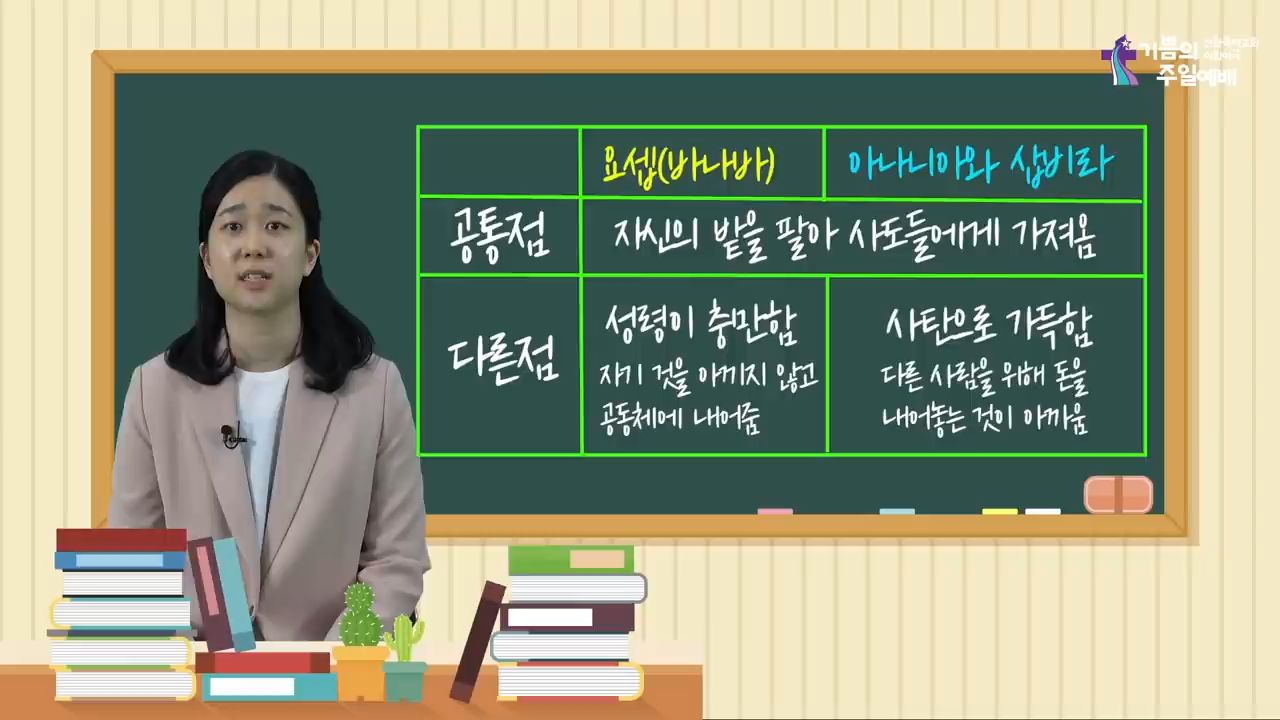 기쁨의
주일예배
요셉(바나바)
아나니아와 삽비라
공통점
자신의 밭을 팔아 사도들에게 가져옴
다른점
성령이 충만함
자기 것을 아끼지 않고
공동체에 내어줌
사탄으로 가득함
다른 사람을 위해 돈을
내어놓는 것이 아까움